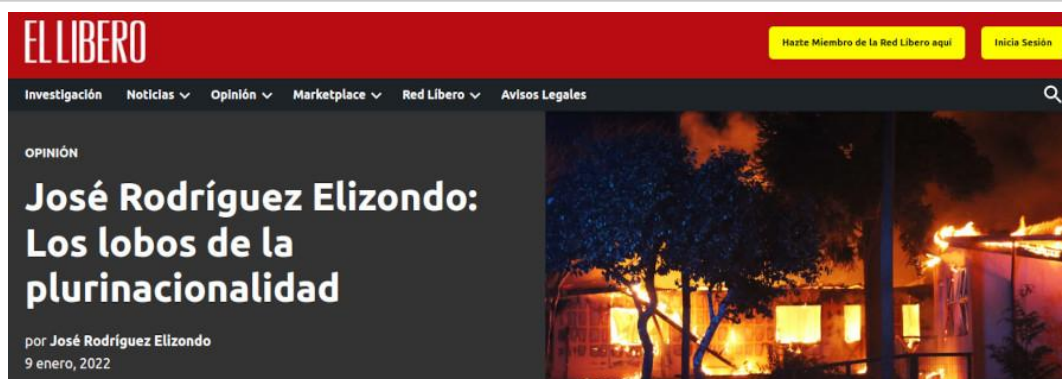 EL LIBERO
Hazte Miembro de la Red Líbero aquí
Inicia Sesión
Investigación Noticias Opinión Marketplace Red Líbero Avisos Legales
OPINIÓN
José Rodríguez Elizondo:
Los lobos de la
plurinacionalidad
por José Rodríguez Elizondo
9 enero, 2022